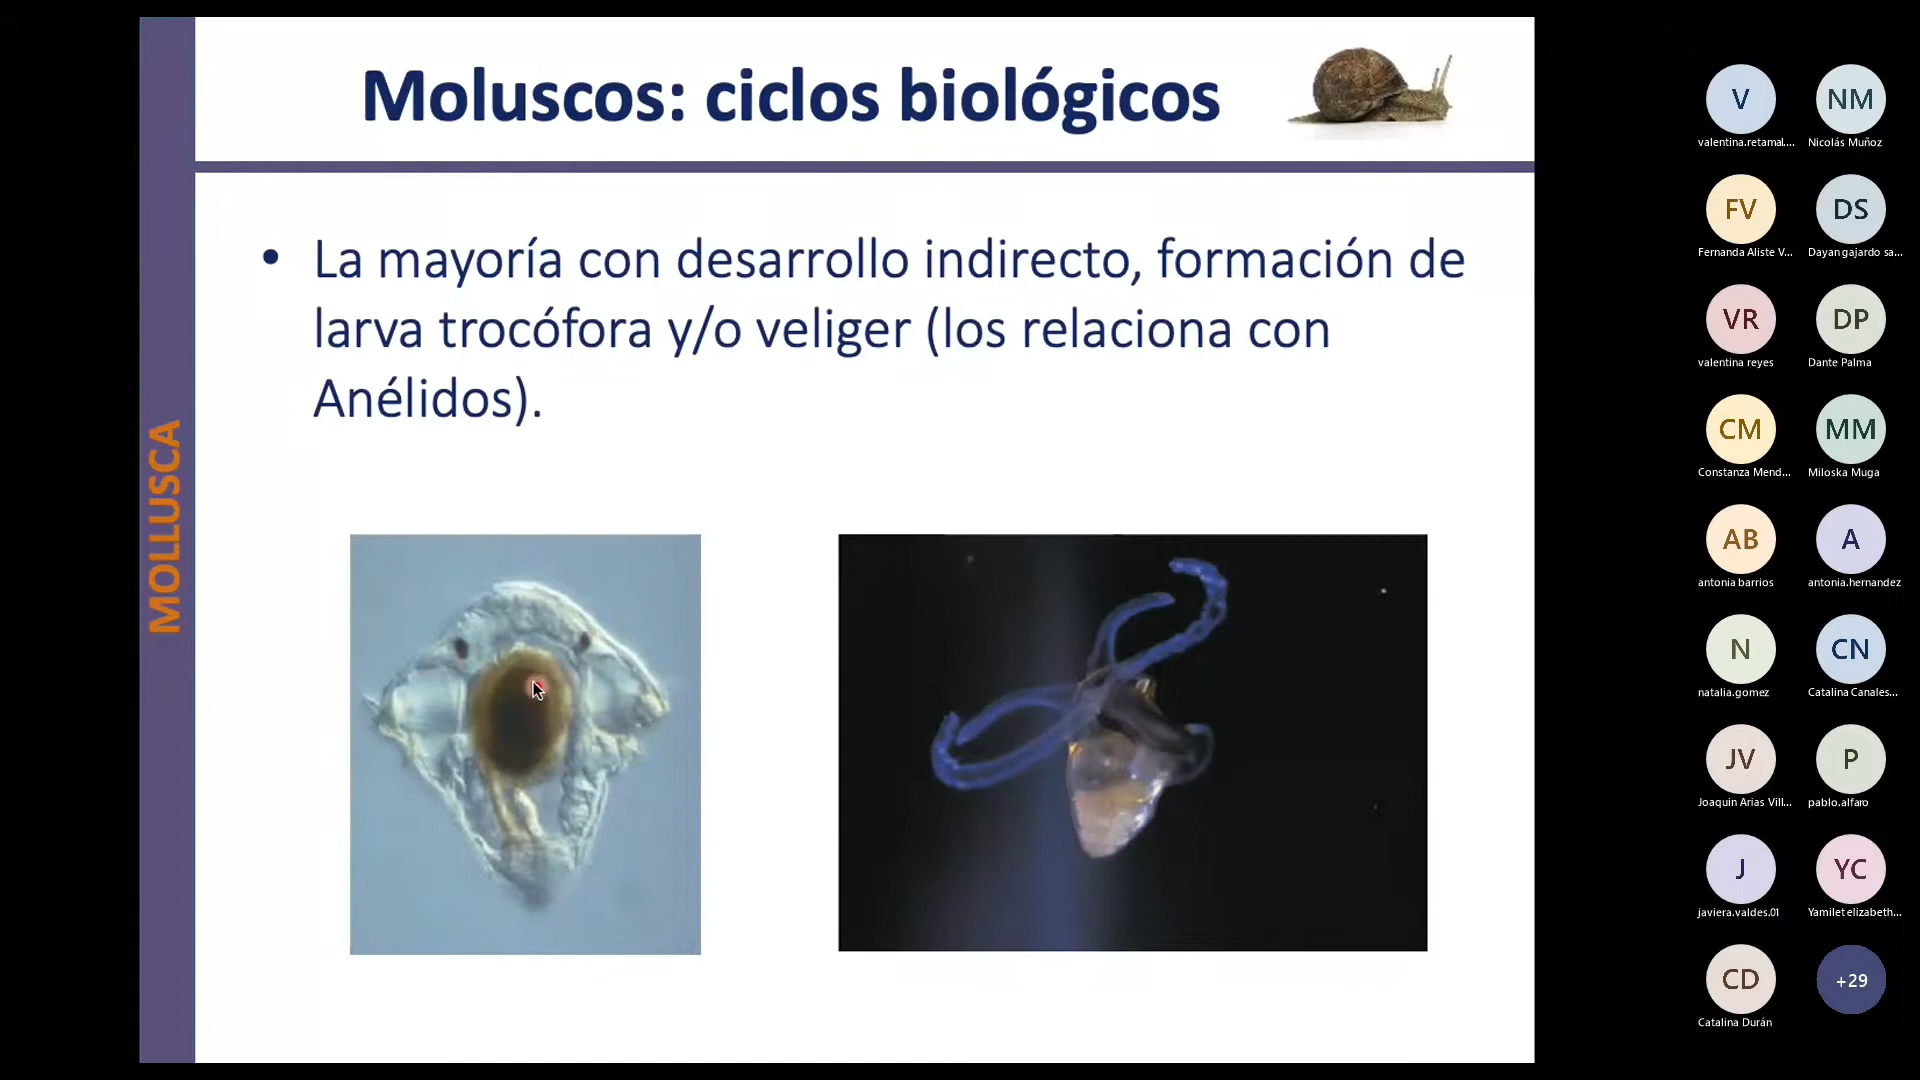 Moluscos: ciclos biológicos
• La mayoría con desarrollo indirecto, formación de
larva trocófora y/o veliger (los relaciona con
Anélidos).
MOLLUSCA
V
valentina.retamal....
NM
Nicolás Muñoz
FV
Fernanda Aliste V...
DS
Dayan gajardo sa...
VR
valentina reyes
DP
Dante Palma
CM
Constanza Mend...
MM
Miloska Muga
AB
antonia barrios
A
antonia.hernandez
N
natalia.gomez
CN
Catalina Canales...
JV
Joaquin Arias Vill...
P
pablo.alfaro
J
javiera.valdes.01
YC
Yamilet elizabeth...
CD
Catalina Durán
+29